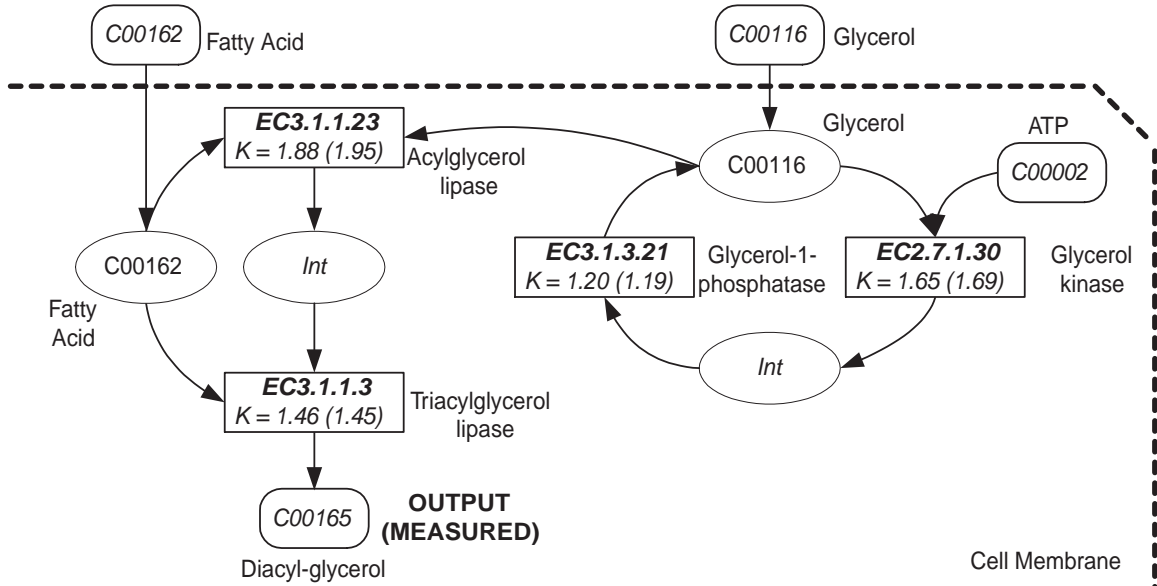 C00162
Fatty Acid
C00116
Glycerol
EC3.1.1.23
K = 1.88 (1.95)
Acylglycerol
lipase
Glycerol
C00116
ATP
C00002
C00162
Fatty
Acid
Int
EC3.1.3.21
K = 1.20 (1.19)
Glycerol-1-
phosphatase
EC2.7.1.30
K = 1.65 (1.69)
Glycerol
kinase
Int
EC3.1.1.3
K = 1.46 (1.45)
Triacylglycerol
lipase
C00165
OUTPUT
(MEASURED)
Diacyl-glycerol
Cell Membrane